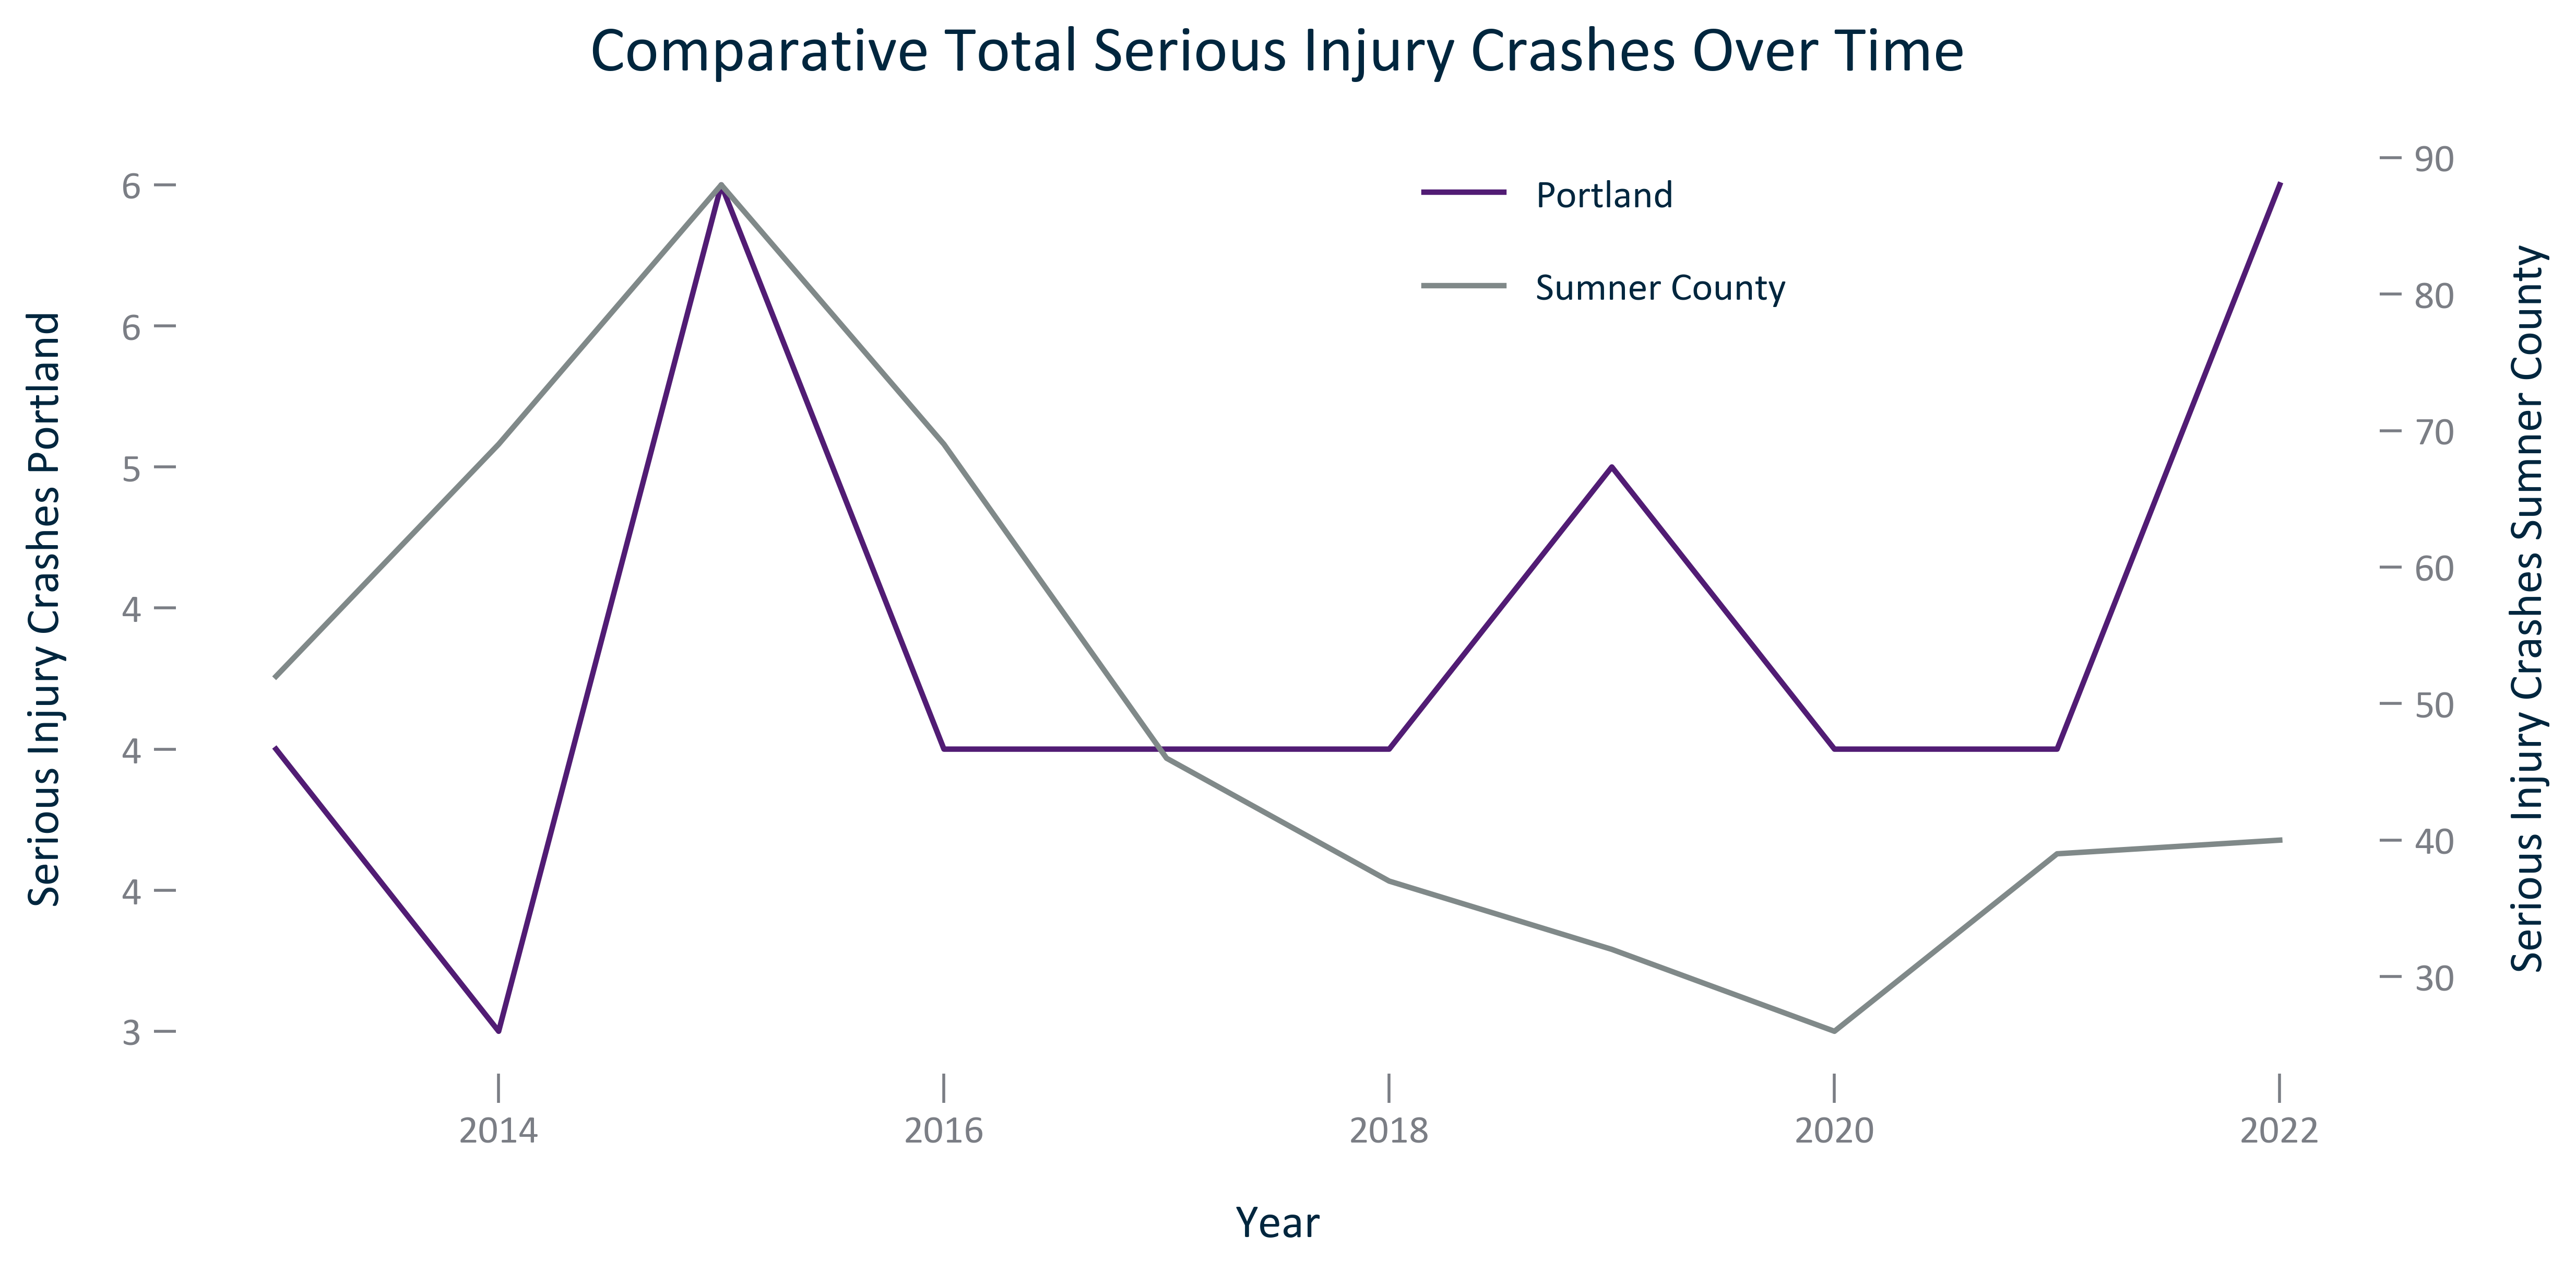 Comparative Total Serious Injury Crashes Over Time
Serious Injury Crashes Portland
6
6
5
4
4
4
3
Portland
Sumner County
90
80
70
60
50
40
30
Serious Injury Crashes Sumner County
2014 2016 2018 2020 2022
Year